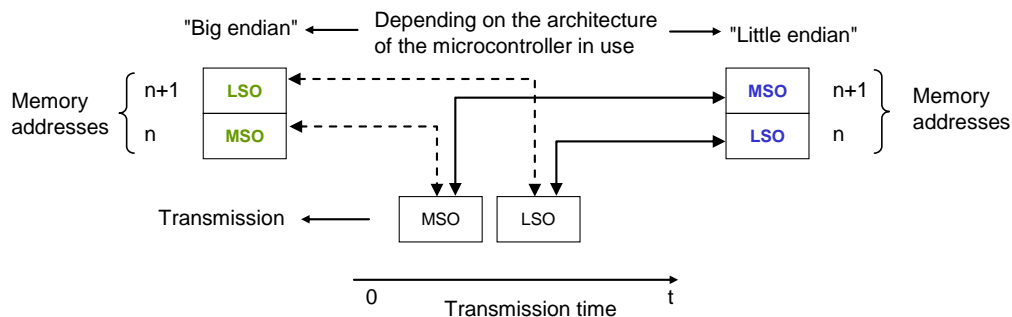 Depending on the architecture
"Big endian"
of the microcontroller in use
"Little endian"
n+1
LSO
MSO
n+1
Memory
addresses
Memory
addresses
n
MSO
LSO
n
Transmission
MSO
LSO
0
t
Transmission time